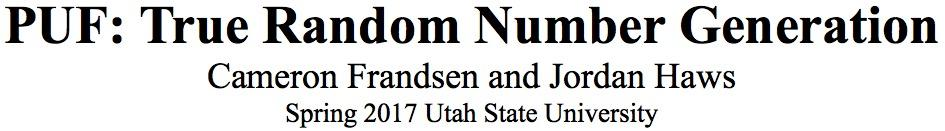 PUF: True Random Number Generation
Cameron Frandsen and Jordan Haws
Spring 2017 Utah State University